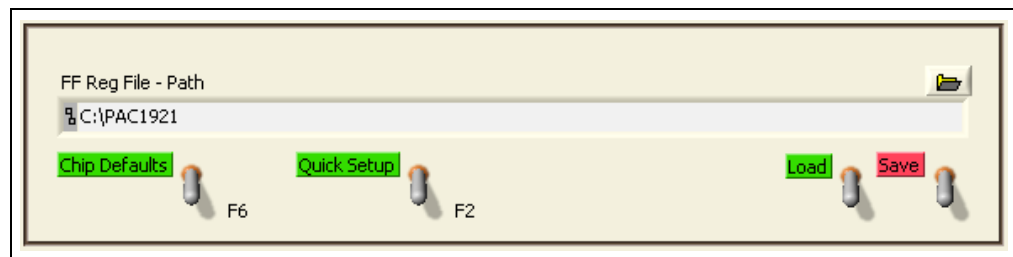 FF Reg File - Path
C:\PAC1921
Chip Defaults Quick Setup Load Save
F6 F2